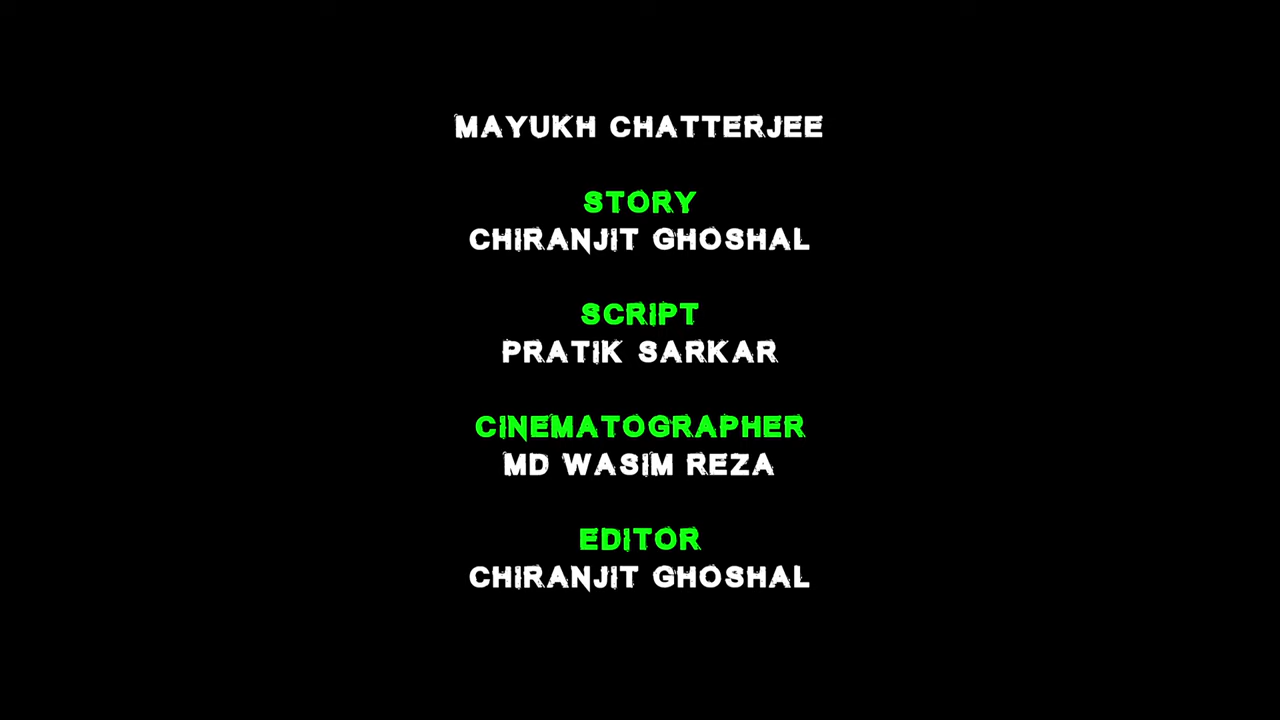 MAYUKH CHATTERJEE
STORY
CHIRANJIT GHOSHAL
SCRIPT
PRATIK SARKAR
CINEMATOGRAPHER
MD WASIM REZA
EDITOR
CHIRANJIT GHOSHAL